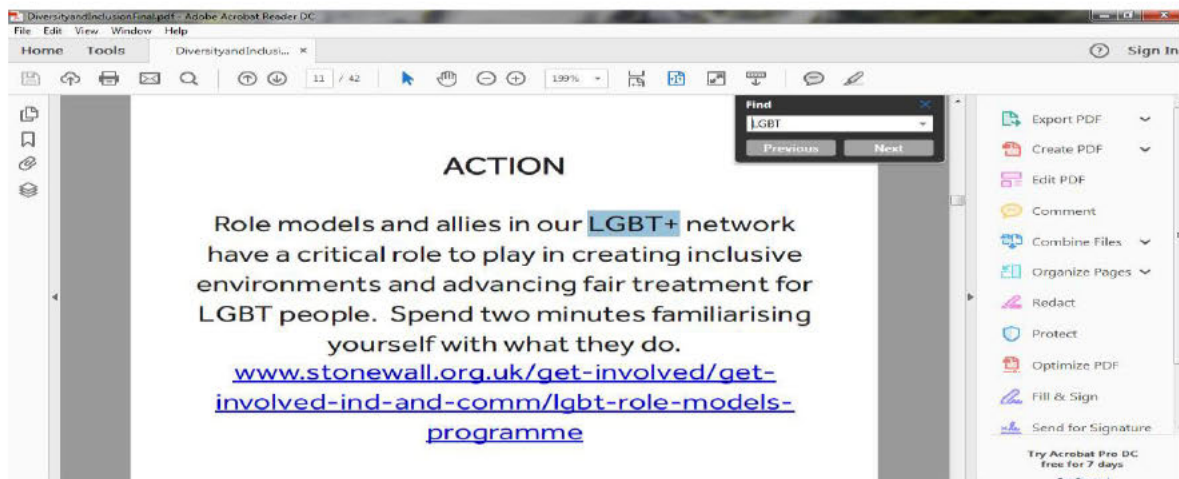 DiversityandInclusionFinal.pdf - Adobe Acrobat Reader DC
File Edit View Window Help
Home Tools DiversityandInclusi... × Sign In
11 / 42 199%
Find
LGBT
Previous Next
ACTION
Role models and allies in our LGBT+ network
have a critical role to play in creating inclusive
environments and advancing fair treatment for
LGBT people. Spend two minutes familiarising
yourself with what they do.
www.stonewall.org.uk/get-involved/get-
involved-ind-and-comm/lgbt-role-models-
programme
Export PDF
Create PDF
Edit PDF
Comment
Combine Files
Organize Pages
Redact
Protect
Optimize PDF
Fill & Sign
Send for Signature
Try Acrobat Pro DC
free for 7 days